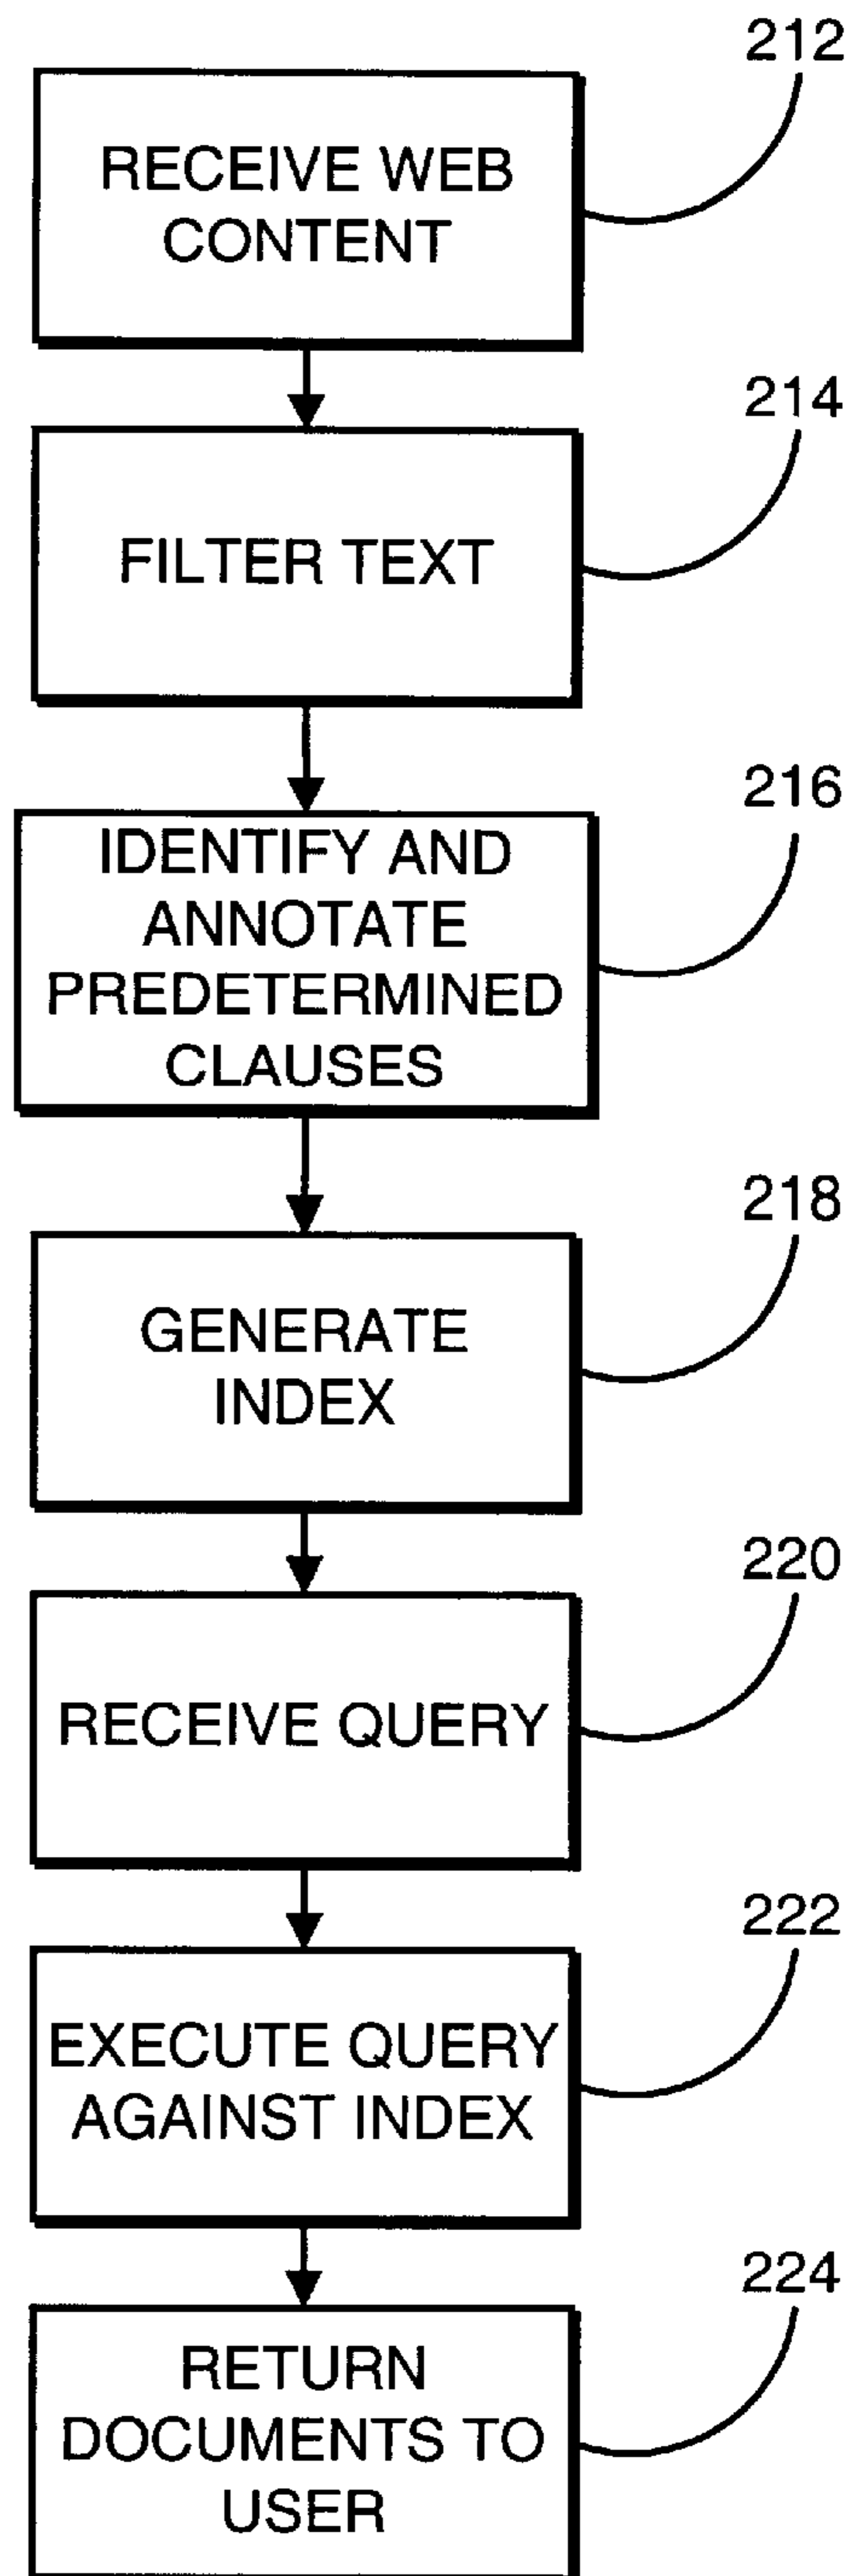 212
RECEIVE WEB
CONTENT
214
FILTER TEXT
216
IDENTIFY AND
ANNOTATE
PREDETERMINED
CLAUSES
218
GENERATE
INDEX
220
RECEIVE QUERY
222
EXECUTE QUERY
AGAINST INDEX
224
RETURN
DOCUMENTS TO
USER